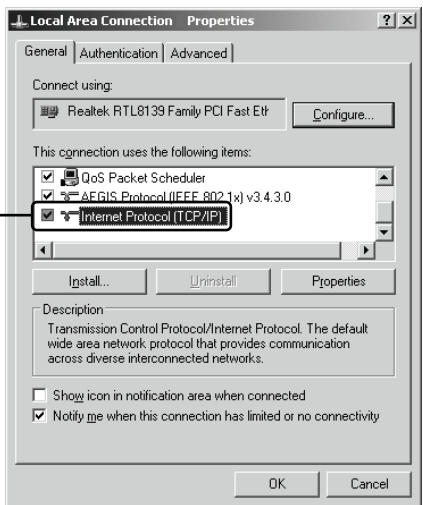 Local Area Connection Properties
General Authentication Advanced
Connect using:
Realtek RTL8139 Family PCI Fast Eth
Configure...
This connection uses the following items:
QoS Packet Scheduler
AEGIS Protocol (IEEE 802.1x) v3.4.3.0
Internet Protocol (TCP/IP)
Install... Uninstall Properties
Description
Transmission Control Protocol/Internet Protocol. The default
wide area network protocol that provides communication
across diverse interconnected networks.
Show icon in notification area when connected
Notify me when this connection has limited or no connectivity
OK Cancel